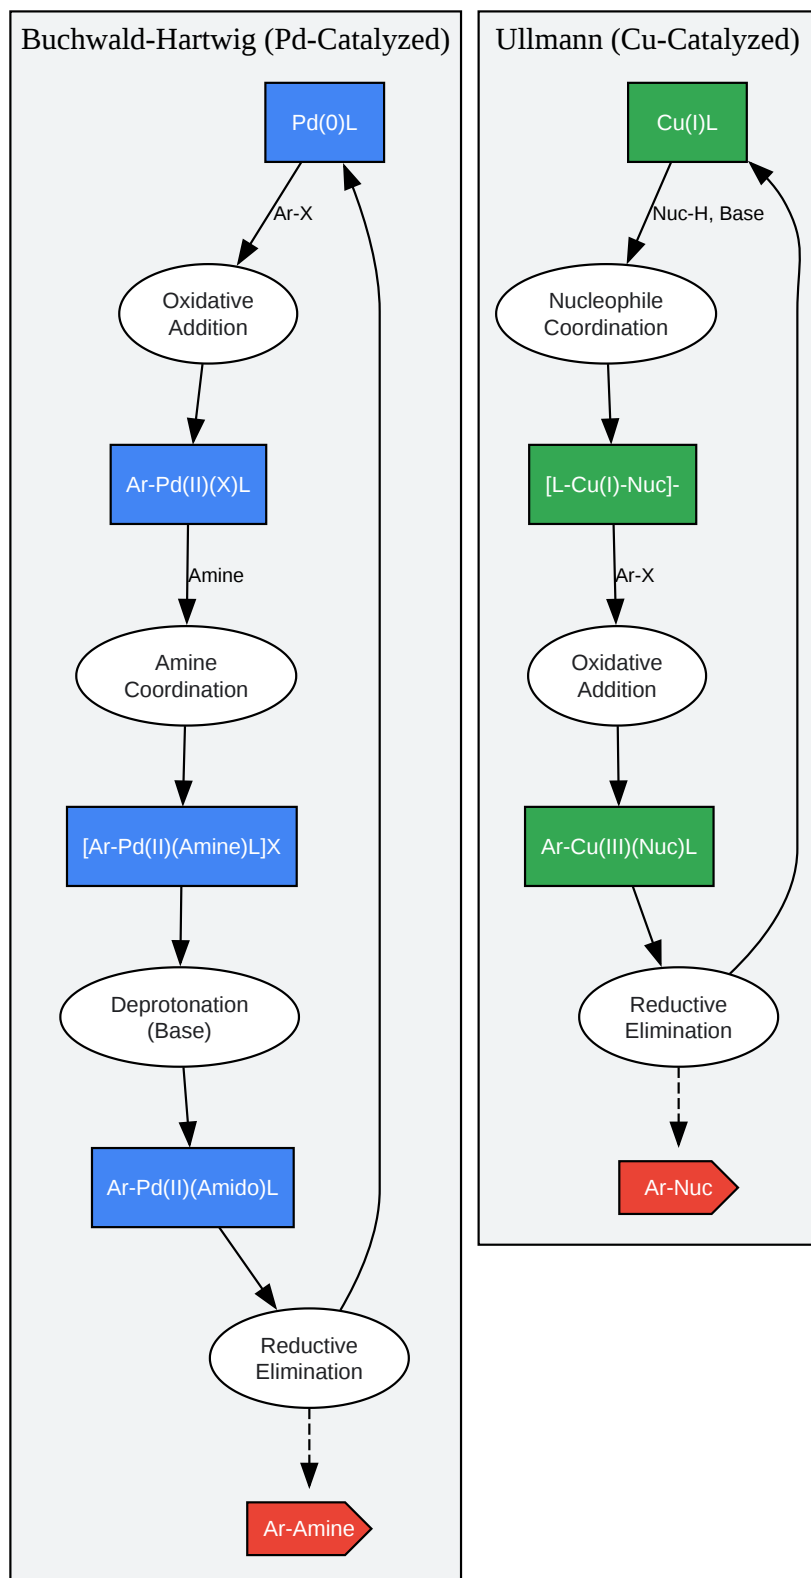 Buchwald-Hartwig (Pd-Catalyzed)
Pd(0)L
Ar-X
Oxidative
Addition
Ar-Pd(II)(X)L
Amine
Amine
Coordination
[Ar-Pd(II)(Amine)L]X
Deprotonation
(Base)
Ar-Pd(II)(Amido)L
Reductive
Elimination
Ar-Amine
Ullmann (Cu-Catalyzed)
Cu(I)L
Nuc-H, Base
Nucleophile
Coordination
[L-Cu(I)-Nuc]-
Ar-X
Oxidative
Addition
Ar-Cu(III)(Nuc)L
Reductive
Elimination
Ar-Nuc